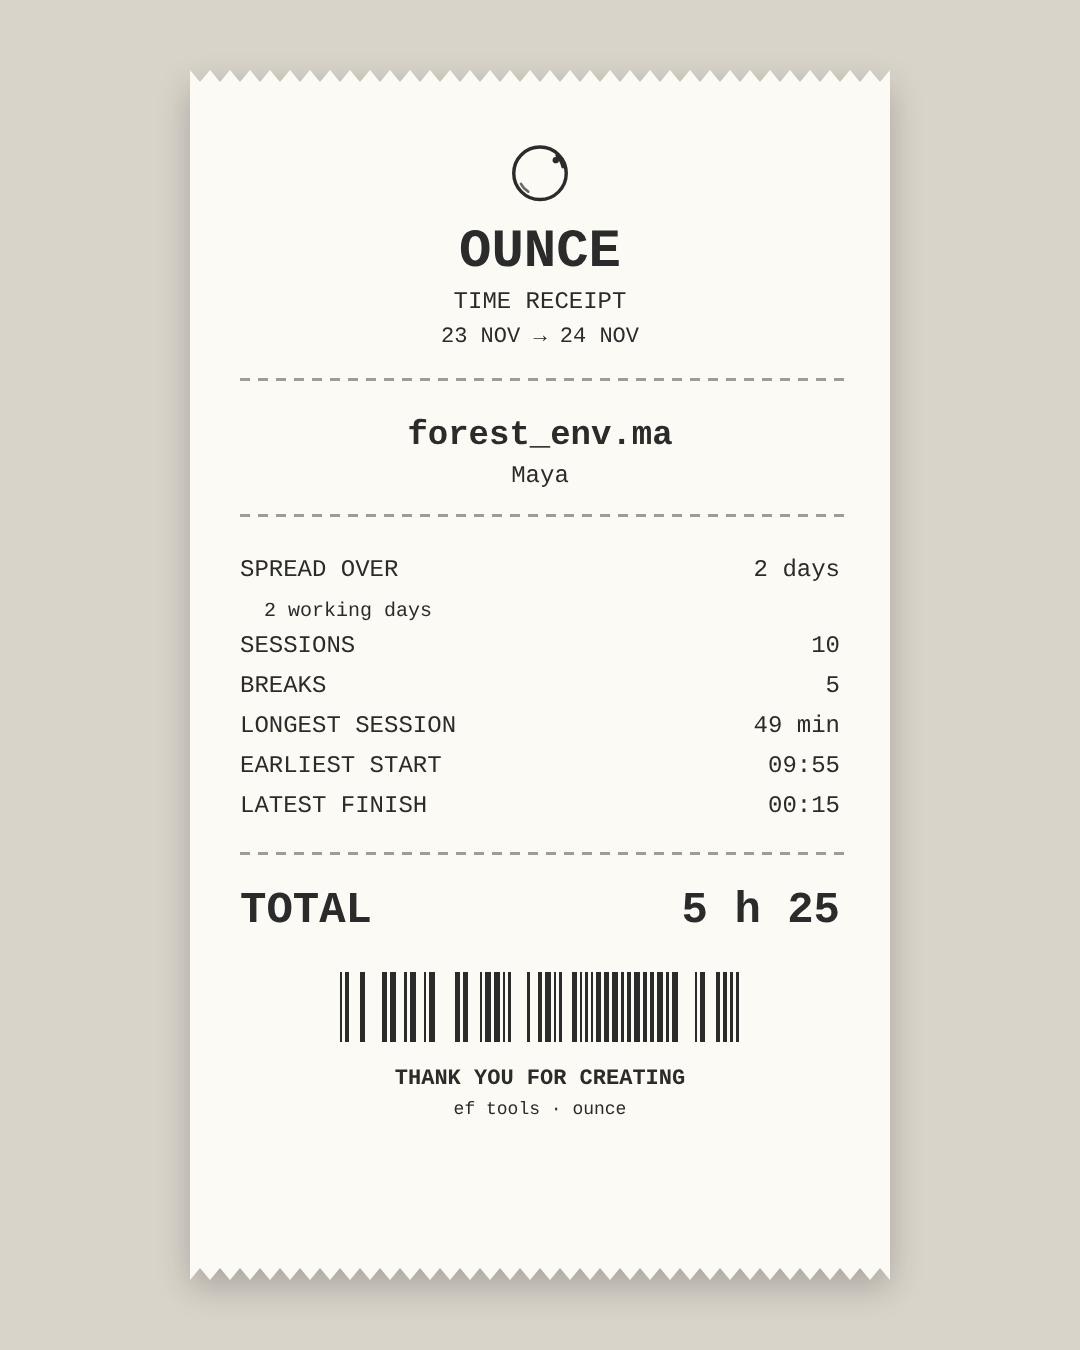 OUNCE
TIME RECEIPT
23 NOV → 24 NOV
forest_env.ma
Maya
SPREAD OVER 2 days
2 working days
SESSIONS 10
BREAKS 5
LONGEST SESSION 49 min
EARLIEST START 09:55
LATEST FINISH 00:15
TOTAL 5 h 25
THANK YOU FOR CREATING
ef tools · ounce